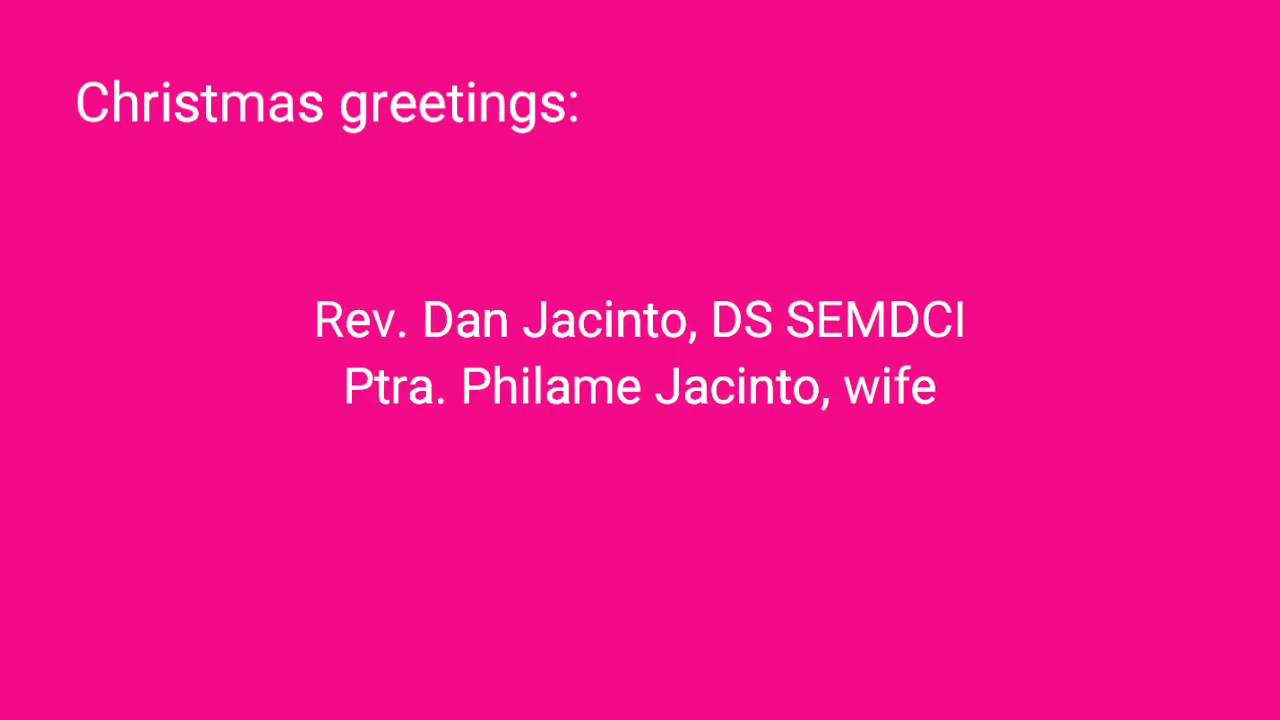 Christmas greetings:
Rev. Dan Jacinto, DS SEMDCI
Ptra. Philame Jacinto, wife